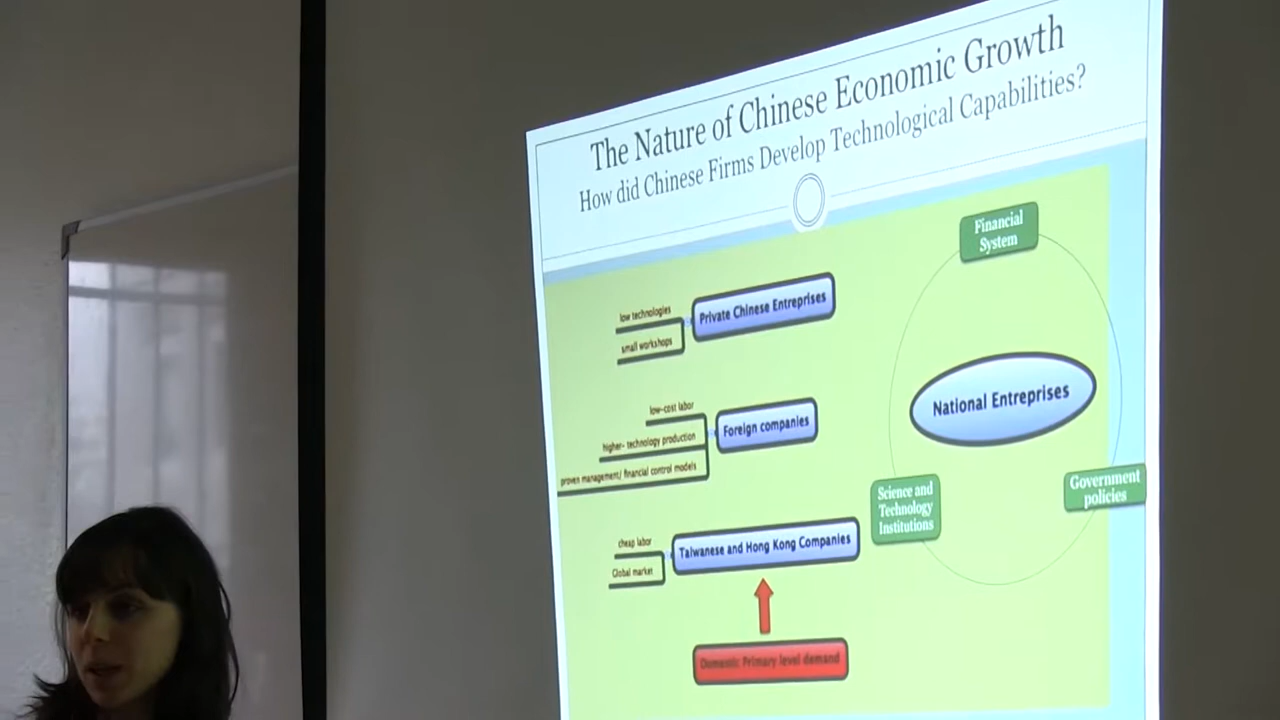 The Nature of Chinese Economic Growth
How did Chinese Firms Develop Technological Capabilities?
Financial
System
low technologies
small workshops
Private Chinese Entreprises
National Entreprises
low-cost labor
higher- technology production
proven management/ financial control models
Foreign companies
Science and
Technology
Institutions
Government
policies
cheap labor
Global market
Taiwanese and Hong Kong Companies
Domestic Primary level demand